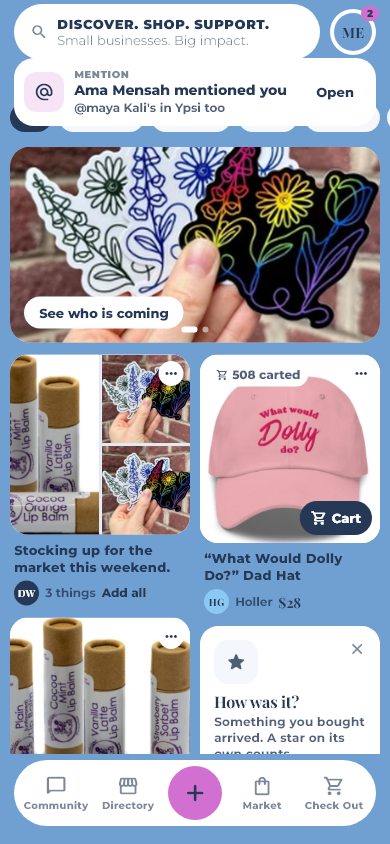 DISCOVER. SHOP. SUPPORT.
Small businesses. Big impact.
ME
2
MENTION
Ama Mensah mentioned you
@maya Kali's in Ypsi too
Open
See who is coming
Mint
Lip Balm
Vanilla
Latte
Lip Balm
Cocoa
Orange
Lip Balm
Stocking up for the
market this weekend.
DW
3 things Add all
508 carted
What would
Dolly
do?
Cart
“What Would Dolly
Do?” Dad Hat
HG
Holler $28
Plain
Lip Balm
Cocoa
Mint
Lip Balm
Vanilla
Latte
Lip Balm
Strawberry
Sorbet
Lip Balm
How was it?
Something you bought
arrived. A star on its
own counts.
Community
Directory
Market
Check Out